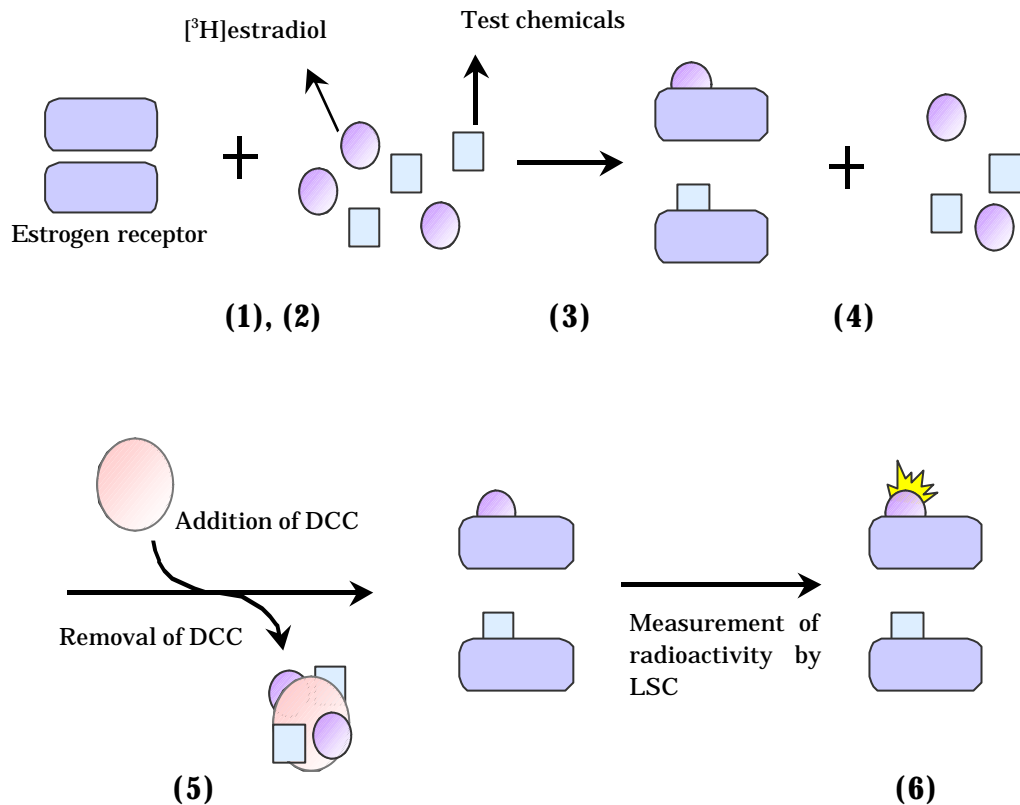 [³H]estradiol
Test chemicals
Estrogen receptor
(1), (2)
(3)
(4)
Addition of DCC
Removal of DCC
Measurement of
radioactivity by
LSC
(5)
(6)